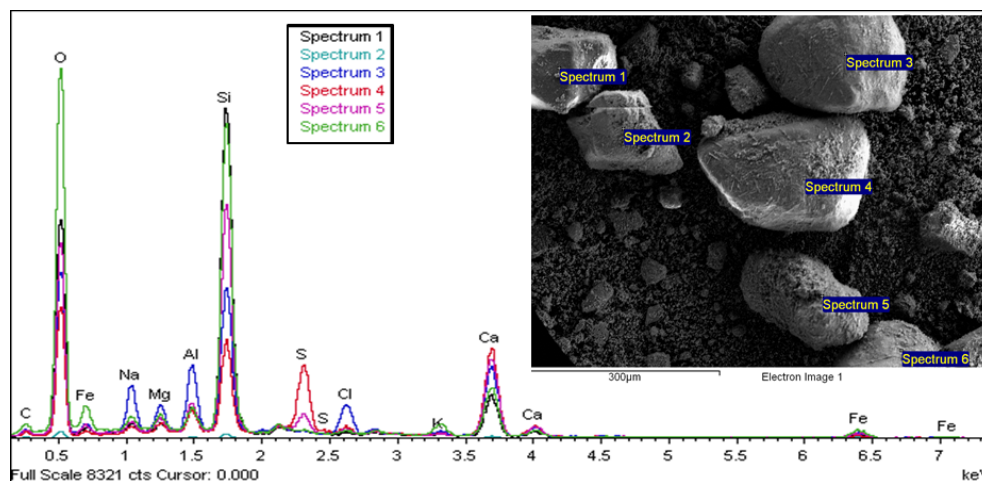 Spectrum 1
Spectrum 2
Spectrum 3
Spectrum 4
Spectrum 5
Spectrum 6
O
Si
C
Fe
Na
Mg
Al
S
S
Cl
K
Ca
Ca
Fe
Fe
0.5 1 1.5 2 2.5 3 3.5 4 4.5 5 5.5 6 6.5 7
Full Scale 8321 cts Cursor: 0.000
Spectrum 1
Spectrum 2
Spectrum 3
Spectrum 4
Spectrum 5
Spectrum 6
300µm
Electron Image 1